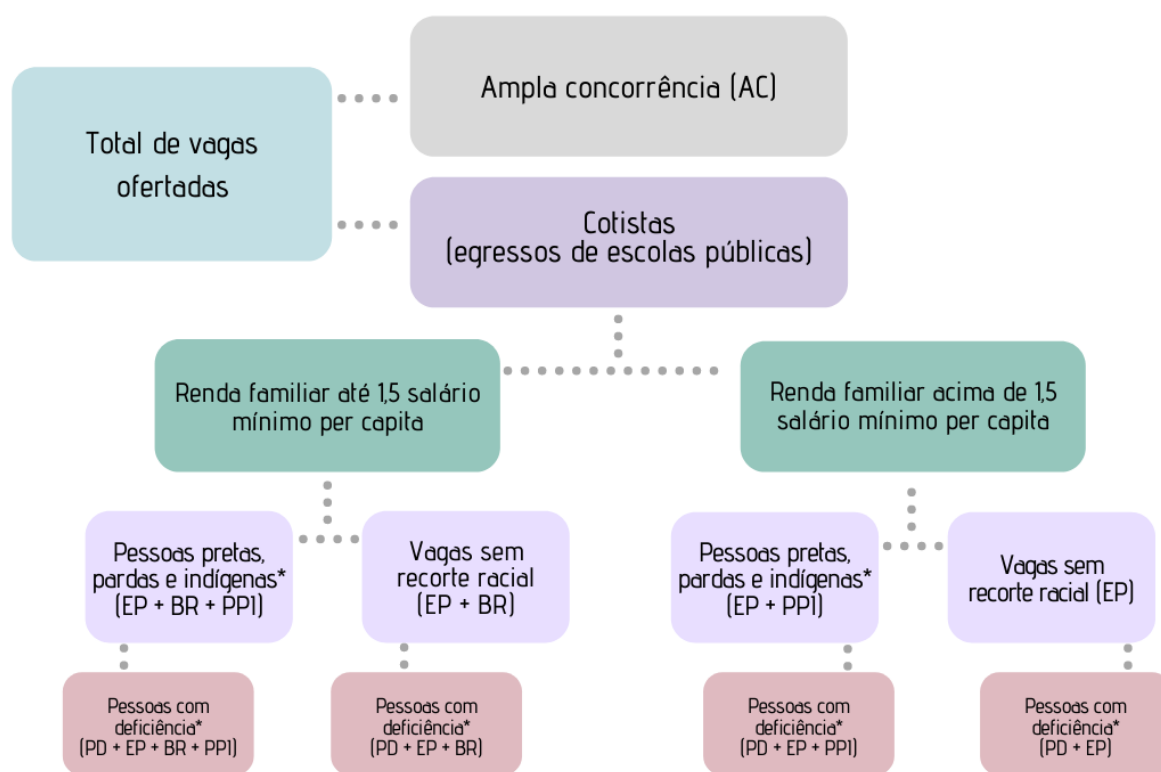 Total de vagas
ofertadas
Ampla concorrência (AC)
Cotistas
(egressos de escolas públicas)
Renda familiar até 1,5 salário
mínimo per capita
Renda familiar acima de 1,5
salário mínimo per capita
Pessoas pretas,
pardas e indígenas*
(EP + BR + PPI)
Vagas sem
recorte racial
(EP + BR)
Pessoas pretas,
pardas e indígenas*
(EP + PPI)
Vagas sem
recorte racial (EP)
Pessoas com
deficiência*
(PD + EP + BR + PPI)
Pessoas com
deficiência*
(PD + EP + BR)
Pessoas com
deficiência*
(PD + EP + PPI)
Pessoas com
deficiência*
(PD + EP)